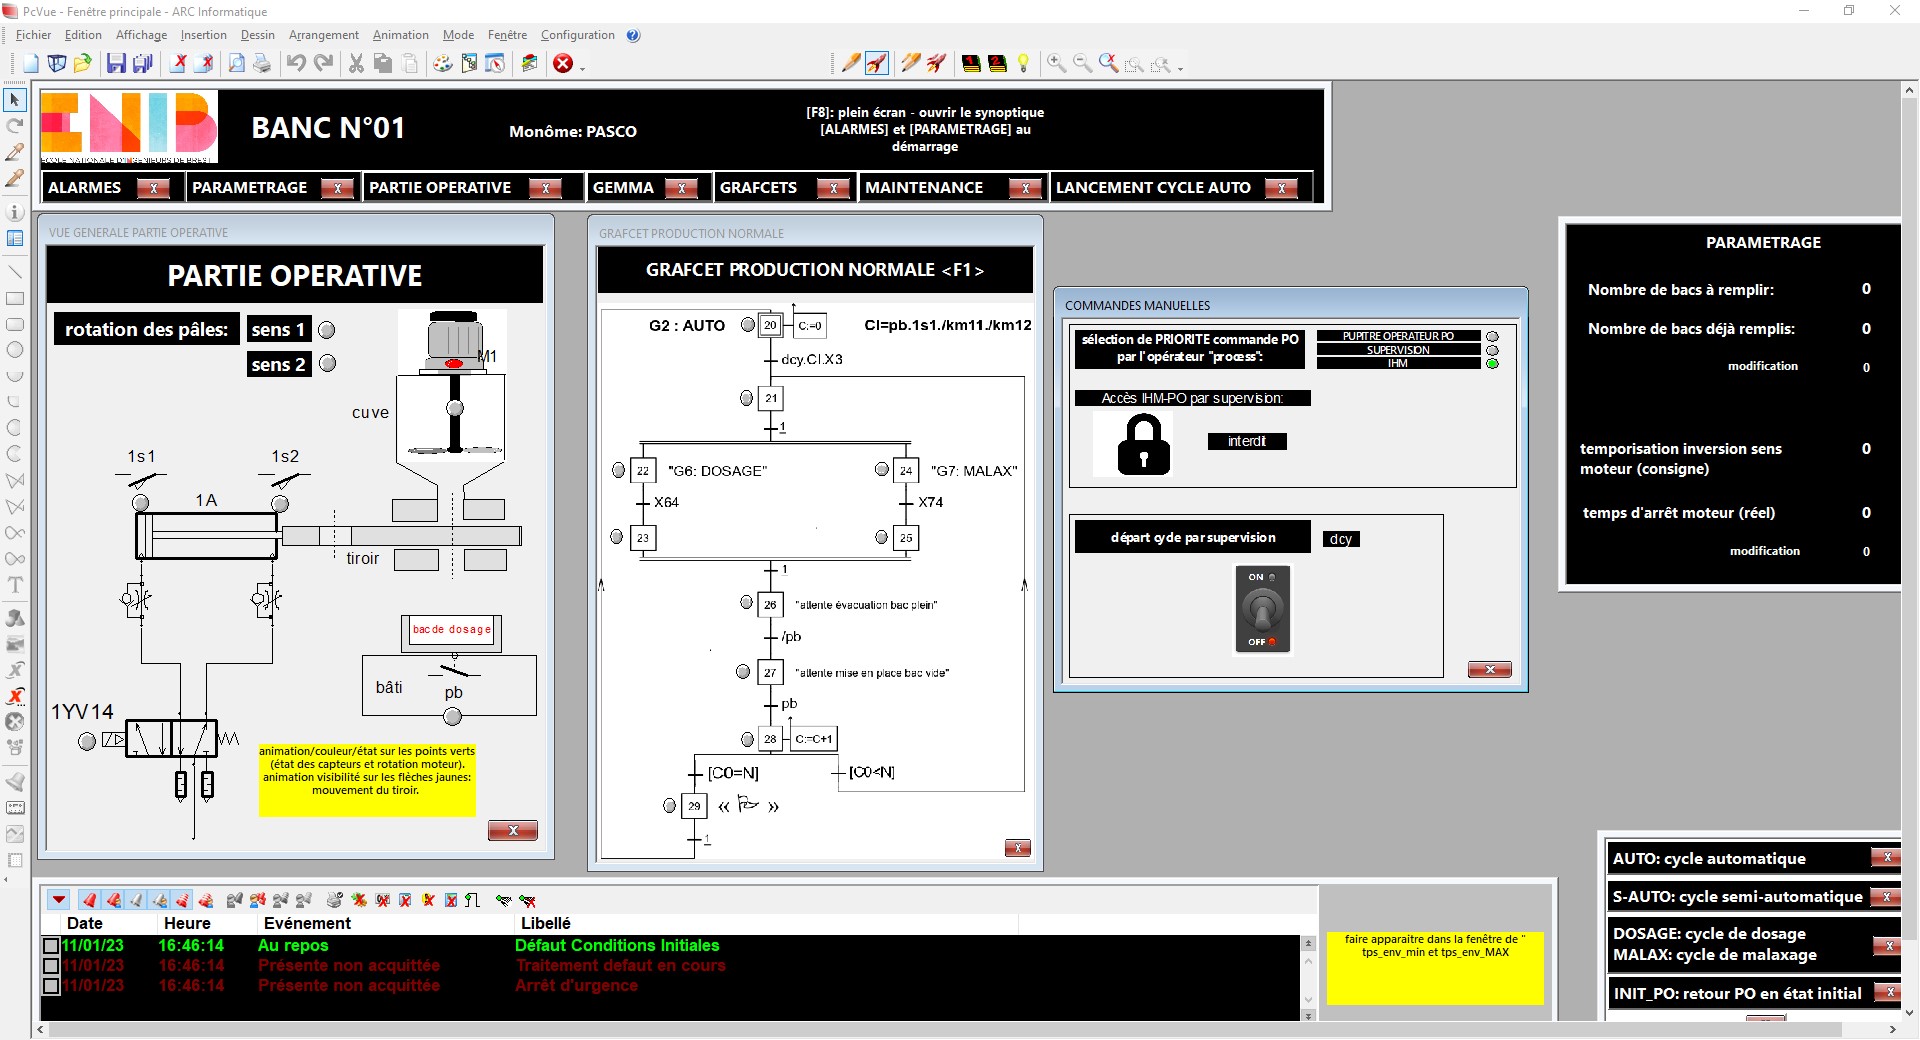 PcVue - Fenêtre principale - ARC Informatique
Fichier Edition Affichage Insertion Dessin Arrangement Animation Mode Fenêtre Configuration
ENIB
ECOLE NATIONALE D'INGENIEURS DE BREST
BANC N°01
Monôme: PASCO
[F8]: plein écran - ouvrir le synoptique
[ALARMES] et [PARAMETRAGE] au
démarrage
ALARMES X PARAMETRAGE X PARTIE OPERATIVE X GEMMA X GRAFCETS X MAINTENANCE X LANCEMENT CYCLE AUTO X
VUE GENERALE PARTIE OPERATIVE
PARTIE OPERATIVE
rotation des pâles: sens 1
sens 2
M1
cuve
1s1 1s2
1A
tiroir
bac de dosage
bâti
pb
1YV14
animation/couleur/état sur les points verts
(état des capteurs et rotation moteur).
animation visibilité sur les flèches jaunes:
mouvement du tiroir.
X
GRAFCET PRODUCTION NORMALE
GRAFCET PRODUCTION NORMALE <F1>
G2 : AUTO 20 C:=0 CI=pb.1s1./km11./km12
dcy.CI.X3
21
1
22 "G6: DOSAGE" 24 "G7: MALAX"
X64 X74
23 25
1
26 "attente évacuation bac plein"
/pb
27 "attente mise en place bac vide"
pb
28 C:=C+1
[C0=N] [C0<N]
29 « »
1
X
COMMANDES MANUELLES
sélection de PRIORITE commande PO
par l'opérateur "process":
PUPITRE OPERATEUR PO
SUPERVISION
IHM
Accès IHM-PO par supervision:
interdit
départ cycle par supervision dcy
ON
OFF
X
PARAMETRAGE
Nombre de bacs à remplir: 0
Nombre de bacs déjà remplis: 0
modification 0
temporisation inversion sens
moteur (consigne) 0
temps d'arrêt moteur (réel) 0
modification 0
Date Heure Evénement Libellé
11/01/23 16:46:14 Au repos Défaut Conditions Initiales
11/01/23 16:46:14 Présente non acquittée Traitement defaut en cours
11/01/23 16:46:14 Présente non acquittée Arrêt d'urgence
faire apparaitre dans la fenêtre de "
tps_env_min et tps_env_MAX
AUTO: cycle automatique X
S-AUTO: cycle semi-automatique X
DOSAGE: cycle de dosage
MALAX: cycle de malaxage X
INIT_PO: retour PO en état initial X